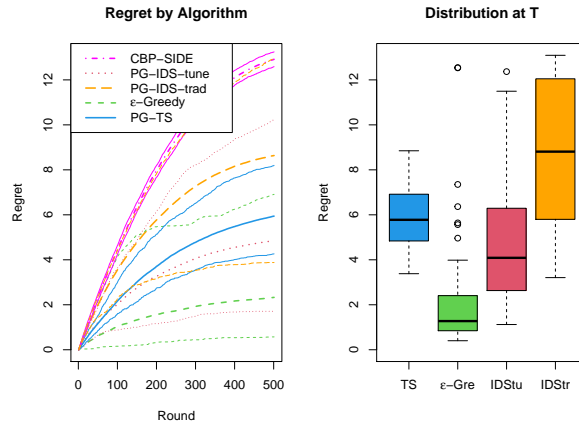 Regret by Algorithm
Regret
0 2 4 6 8 10 12
CBP−SIDE
PG−IDS−tune
PG−IDS−trad
ε−Greedy
PG−TS
0 100 200 300 400 500
Round
Distribution at T
Regret
0 2 4 6 8 10 12
TS ε−Gre IDStu IDStr